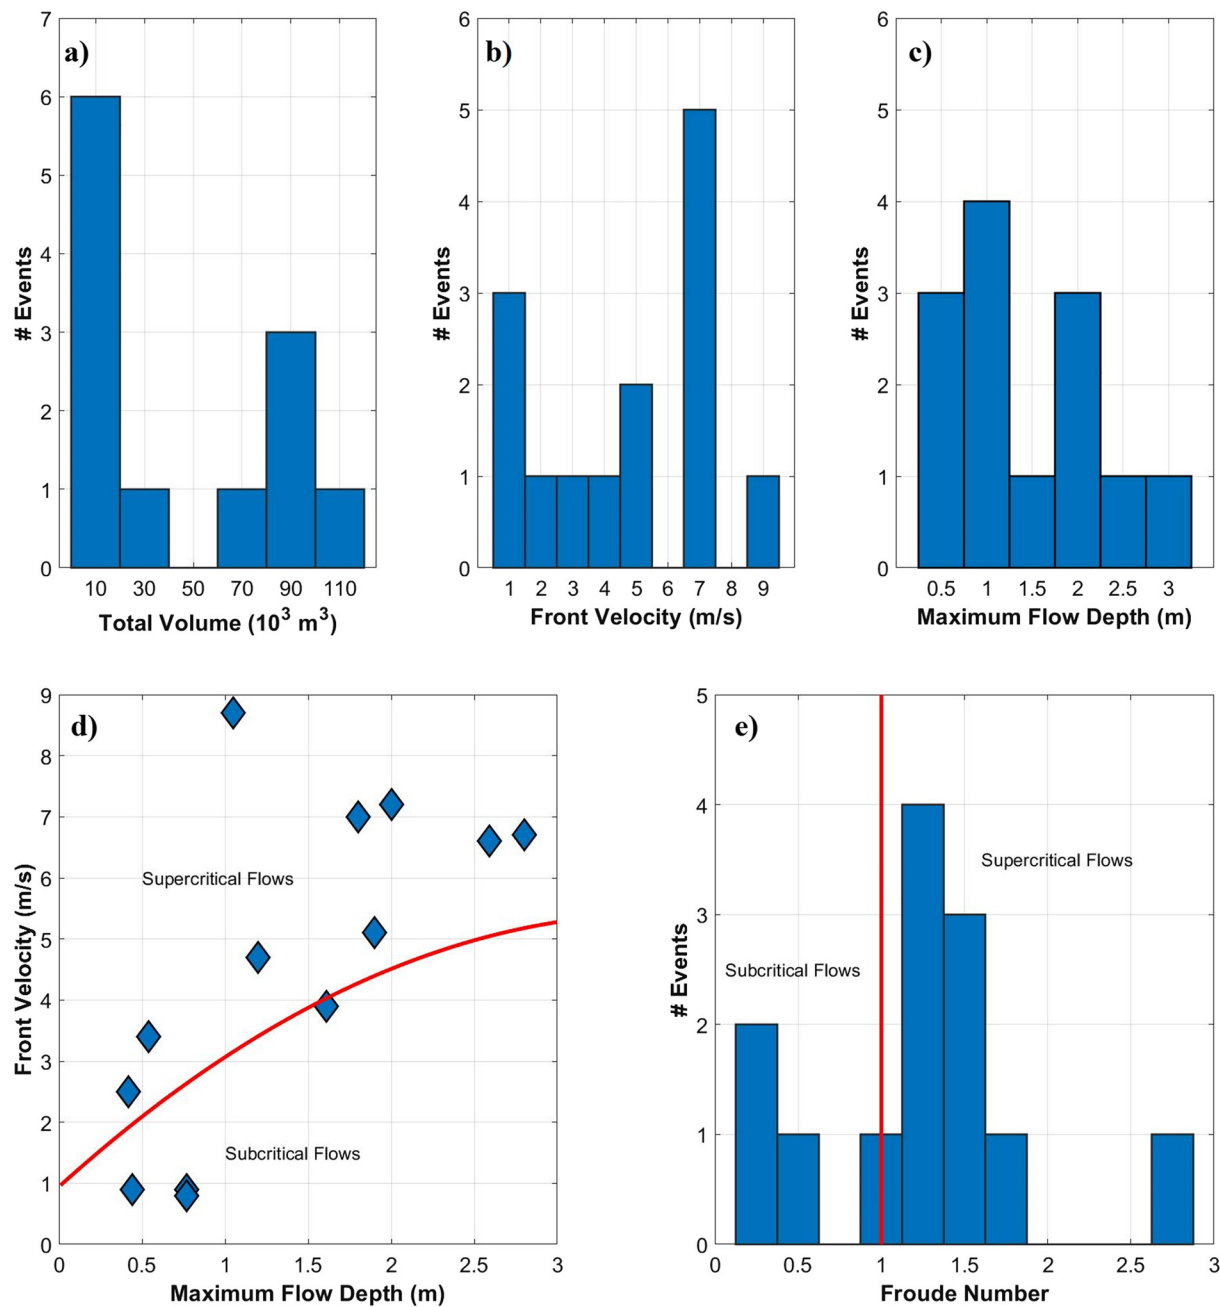 a)
7
6
5
4
3
2
1
0
# Events
10 30 50 70 90 110
Total Volume (10³ m³)
b)
6
5
4
3
2
1
0
# Events
1 2 3 4 5 6 7 8 9
Front Velocity (m/s)
c)
6
5
4
3
2
1
0
# Events
0.5 1 1.5 2 2.5 3
Maximum Flow Depth (m)
d)
9
8
7
6
5
4
3
2
1
0
Front Velocity (m/s)
Supercritical Flows
Subcritical Flows
0 0.5 1 1.5 2 2.5 3
Maximum Flow Depth (m)
e)
5
4
3
2
1
0
# Events
Supercritical Flows
Subcritical Flows
0 0.5 1 1.5 2 2.5 3
Froude Number